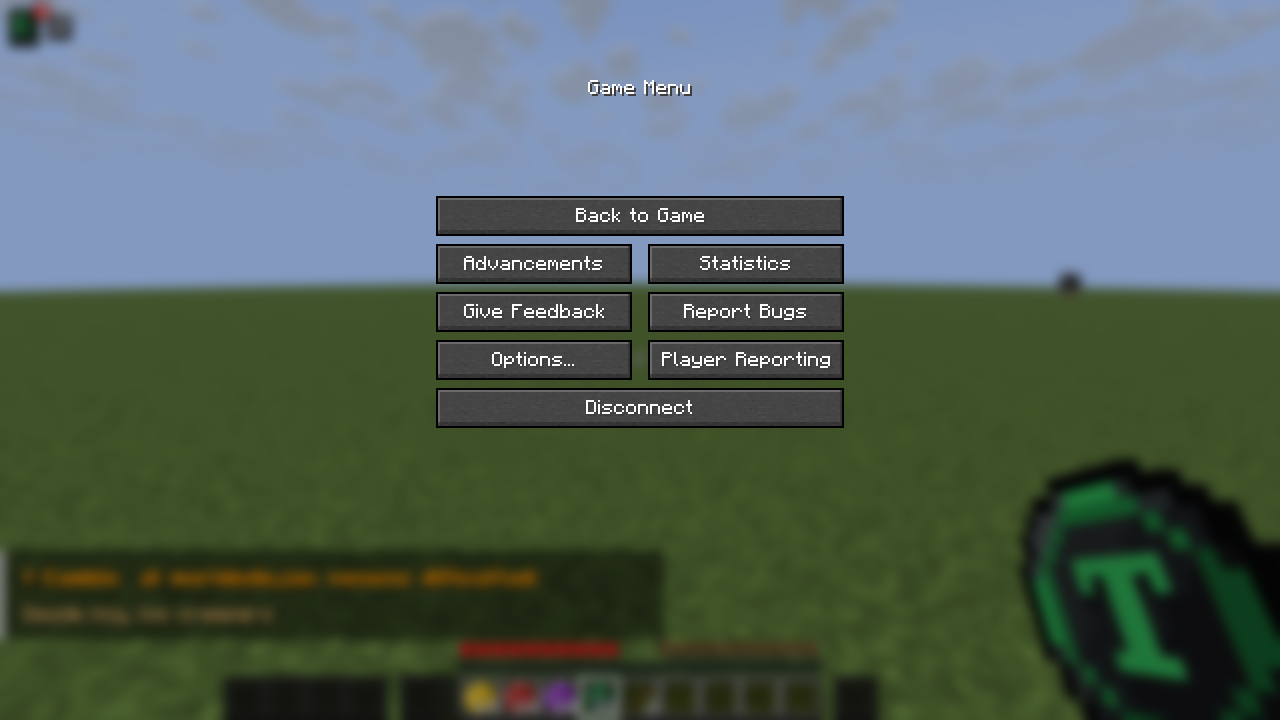 Game Menu
Back to Game
Advancements
Statistics
Give Feedback
Report Bugs
Options...
Player Reporting
Disconnect
T